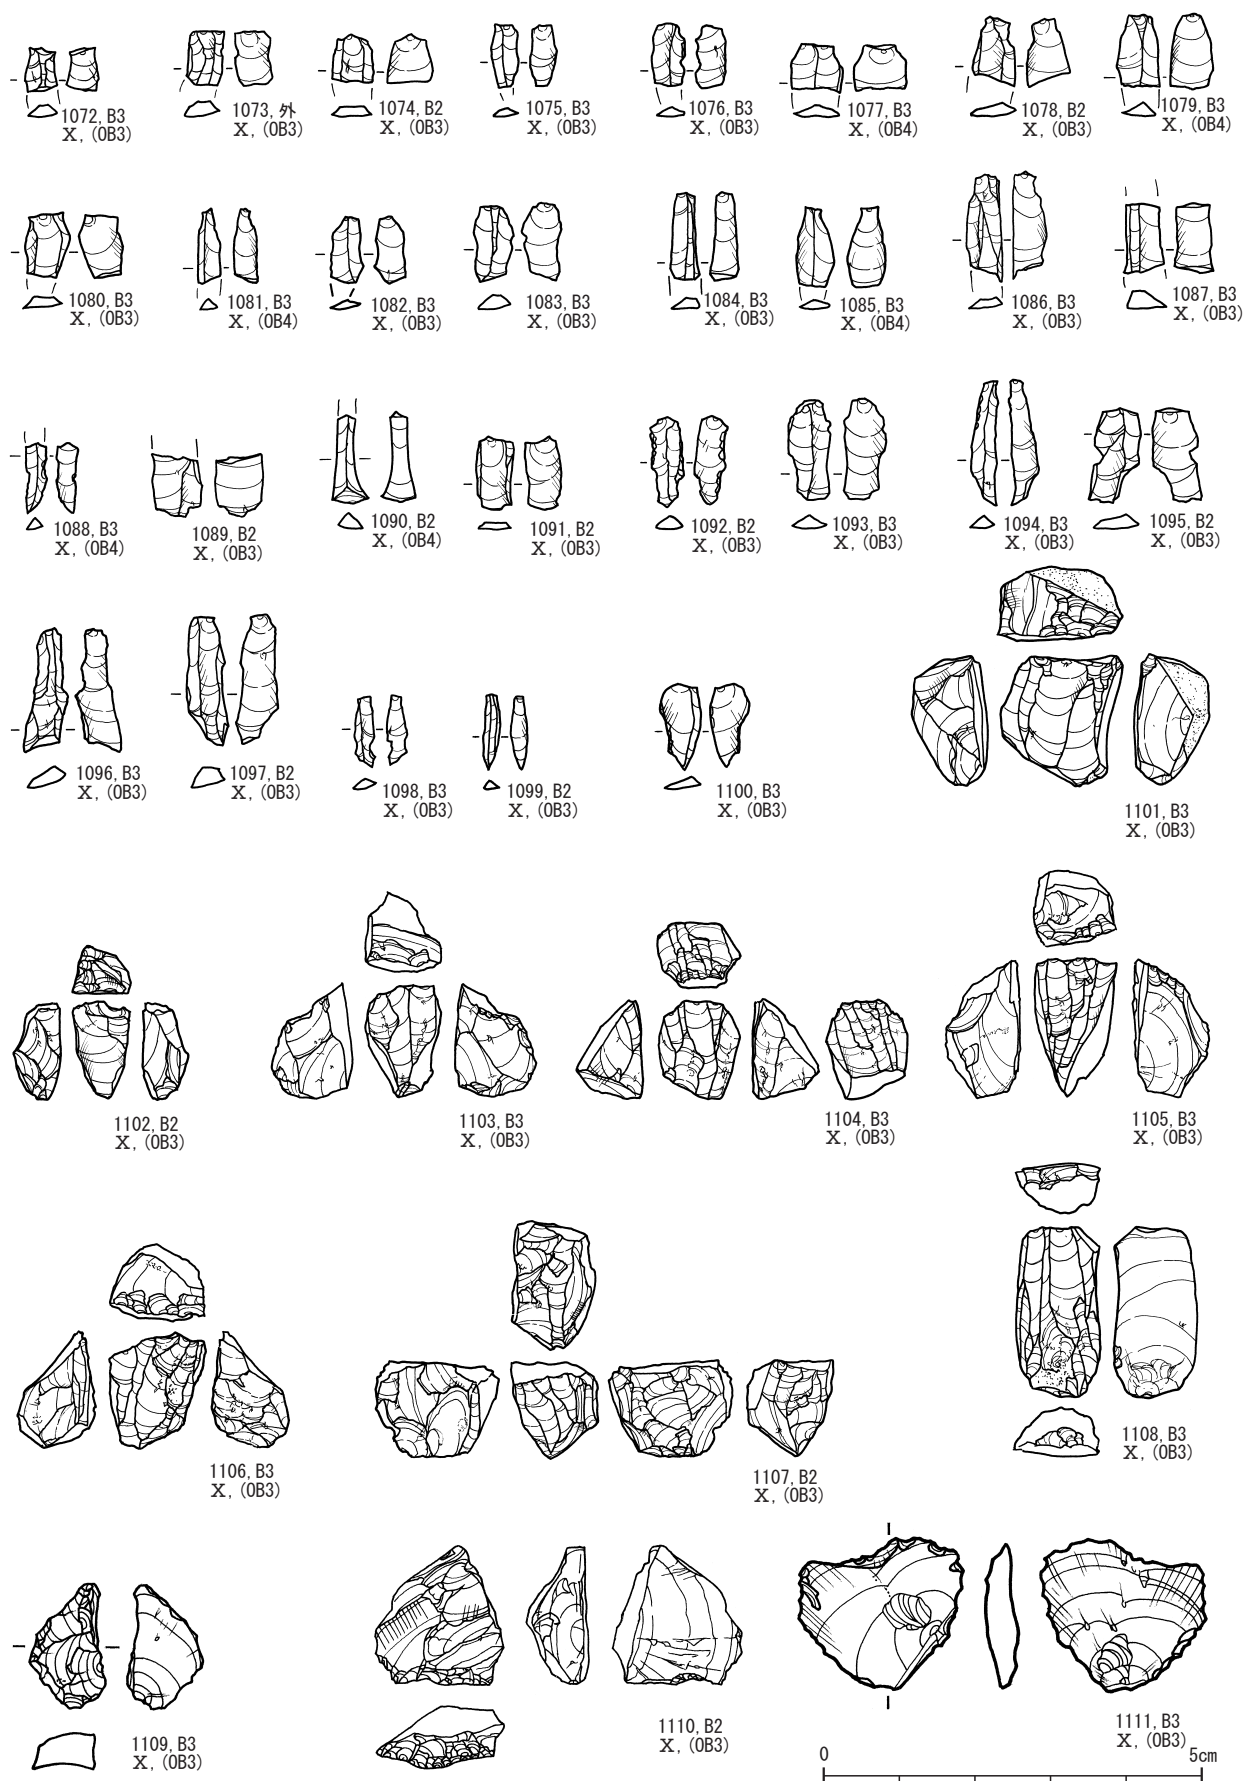 1072, B3
X, (OB3)
1073, 外
X, (OB3)
1074, B2
X, (OB3)
1075, B3
X, (OB3)
1076, B3
X, (OB3)
1077, B3
X, (OB4)
1078, B2
X, (OB3)
1079, B3
X, (OB4)
1080, B3
X, (OB3)
1081, B3
X, (OB4)
1082, B3
X, (OB3)
1083, B3
X, (OB3)
1084, B3
X, (OB3)
1085, B3
X, (OB4)
1086, B3
X, (OB3)
1087, B3
X, (OB3)
1088, B3
X, (OB4)
1089, B2
X, (OB3)
1090, B2
X, (OB4)
1091, B2
X, (OB3)
1092, B2
X, (OB3)
1093, B3
X, (OB3)
1094, B3
X, (OB3)
1095, B2
X, (OB3)
1096, B3
X, (OB3)
1097, B2
X, (OB3)
1098, B3
X, (OB3)
1099, B2
X, (OB3)
1100, B3
X, (OB3)
1101, B3
X, (OB3)
1102, B2
X, (OB3)
1103, B3
X, (OB3)
1104, B3
X, (OB3)
1105, B3
X, (OB3)
1106, B3
X, (OB3)
1107, B2
X, (OB3)
1108, B3
X, (OB3)
1109, B3
X, (OB3)
1110, B2
X, (OB3)
1111, B3
X, (OB3)
0 5cm